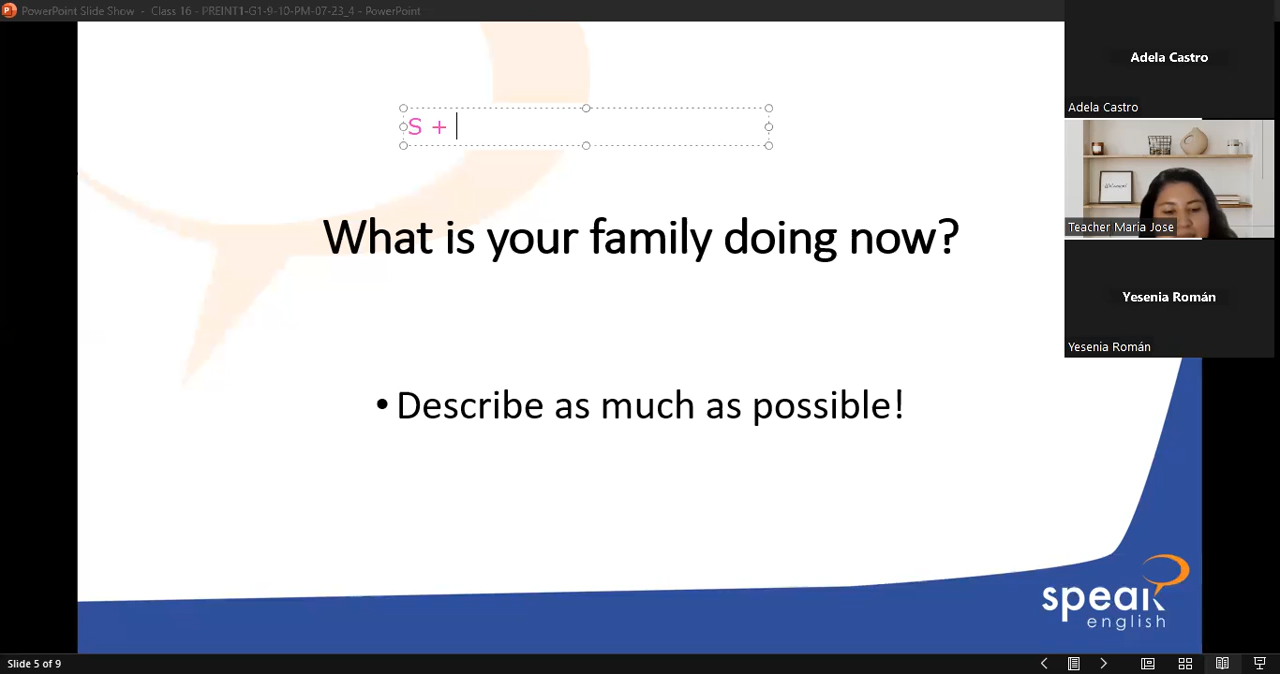 PowerPoint Slide Show - Class 16 - PREINT1-G1-9-10-PM-07-23_4 - PowerPoint
Adela Castro
Adela Castro
S +
Teacher Maria Jose
What is your family doing now?
Yesenia Román
Yesenia Román
• Describe as much as possible!
speak
english
Slide 5 of 9